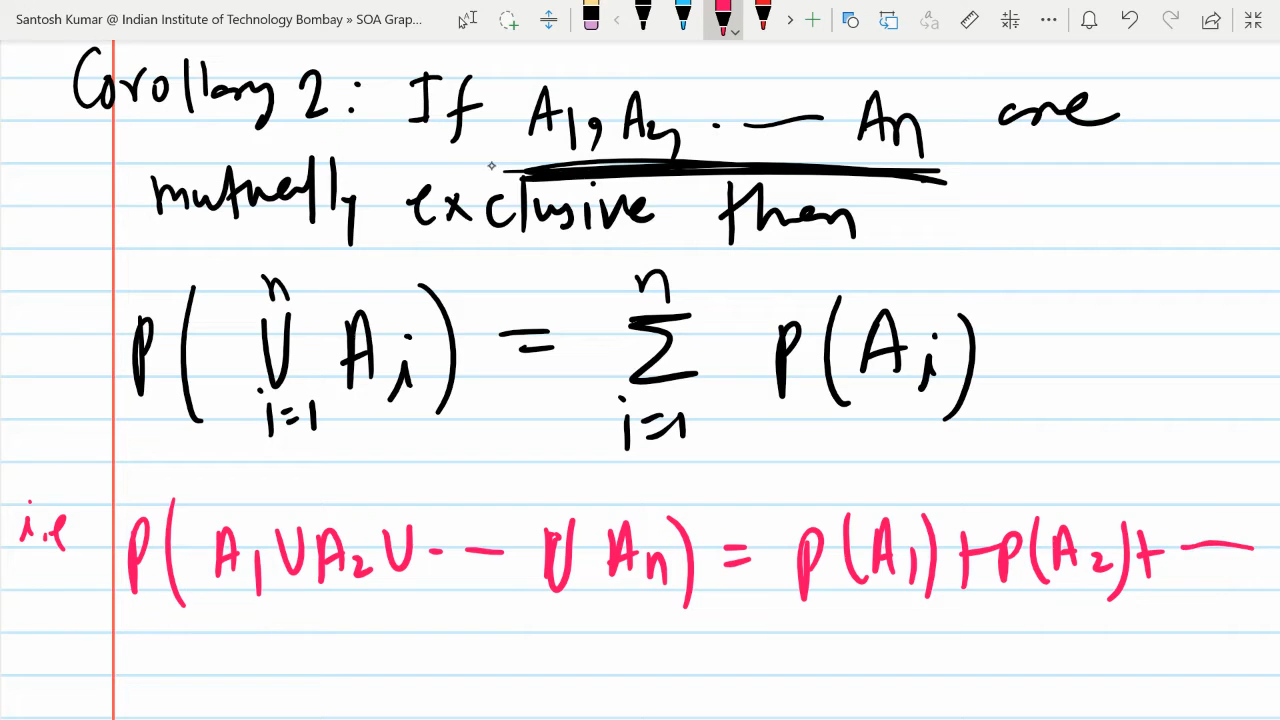 Santosh Kumar @ Indian Institute of Technology Bombay » SOA Grap...
Corollary 2: If A1, A2, . — An are
mutually exclusive then
P( n∪i=1 Ai ) = n∑i=1 P(Ai)
i.e P( A1 ∪ A2 ∪ - — ∪ An ) = P(A1) + P(A2) + —